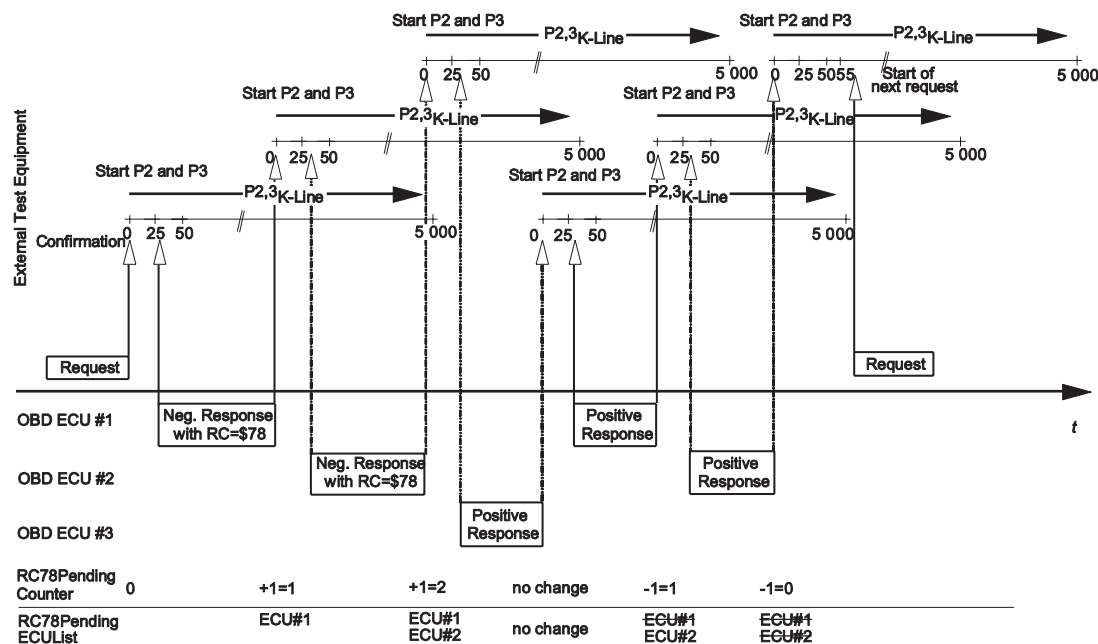 Start P2 and P3
P2,3K-Line
0 25 50
5 000
Start P2 and P3
P2,3K-Line
0 25 5055
5 000
Start of
next request
Start P2 and P3
P2,3K-Line
0 25 50
5 000
Start P2 and P3
P2,3K-Line
0 25 50
5 000
Start P2 and P3
P2,3K-Line
0 25 50
5 000
Start P2 and P3
P2,3K-Line
0 25 50
5 000
External Test Equipment
Confirmation
Request
Request
t
OBD ECU #1
Neg. Response
with RC=$78
Positive
Response
OBD ECU #2
Neg. Response
with RC=$78
Positive
Response
OBD ECU #3
Positive
Response
RC78Pending
Counter
0 +1=1 +1=2 no change -1=1 -1=0
RC78Pending
ECUList
ECU#1
ECU#1
ECU#2
no change
ECU#1
ECU#2
ECU#1
ECU#2